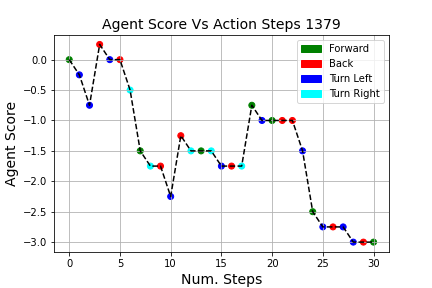 Agent Score Vs Action Steps 1379
Forward
Back
Turn Left
Turn Right
0.0
−0.5
−1.0
−1.5
−2.0
−2.5
−3.0
Agent Score
0 5 10 15 20 25 30
Num. Steps